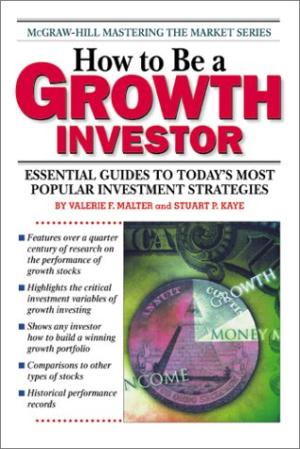 McGRAW-HILL MASTERING THE MARKET SERIES
How to Be a
GROWTH
INVESTOR
ESSENTIAL GUIDES TO TODAY'S MOST
POPULAR INVESTMENT STRATEGIES
BY VALERIE F. MALTER and STUART P. KAYE
Features over a quarter
century of research on
the performance of
growth stocks
Highlights the critical
investment variables of
growth investing
Shows any investor
how to build a winning
growth portfolio
Comparisons to other
types of stocks
Historical performance
records
ANNUIT
COEPTIS
GROWTH
MONEY M
NCOME